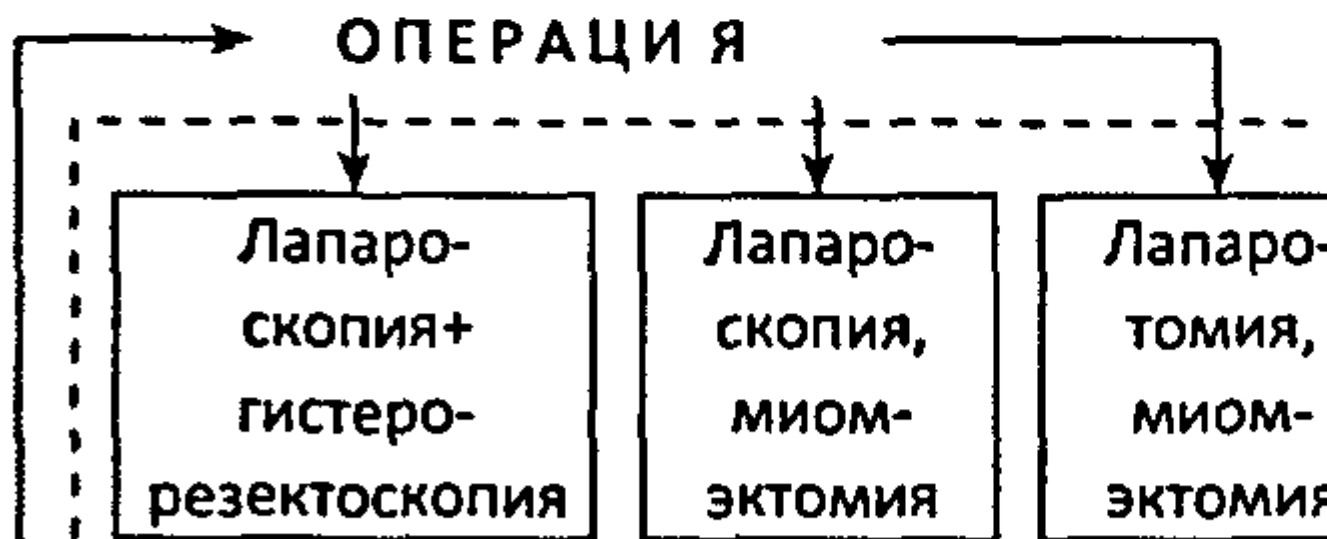 ОПЕРАЦИЯ
Лапаро-
скопия+
гистеро-
резектоскопия
Лапаро-
скопия,
миом-
эктомия
Лапаро-
томия,
миом-
эктомия